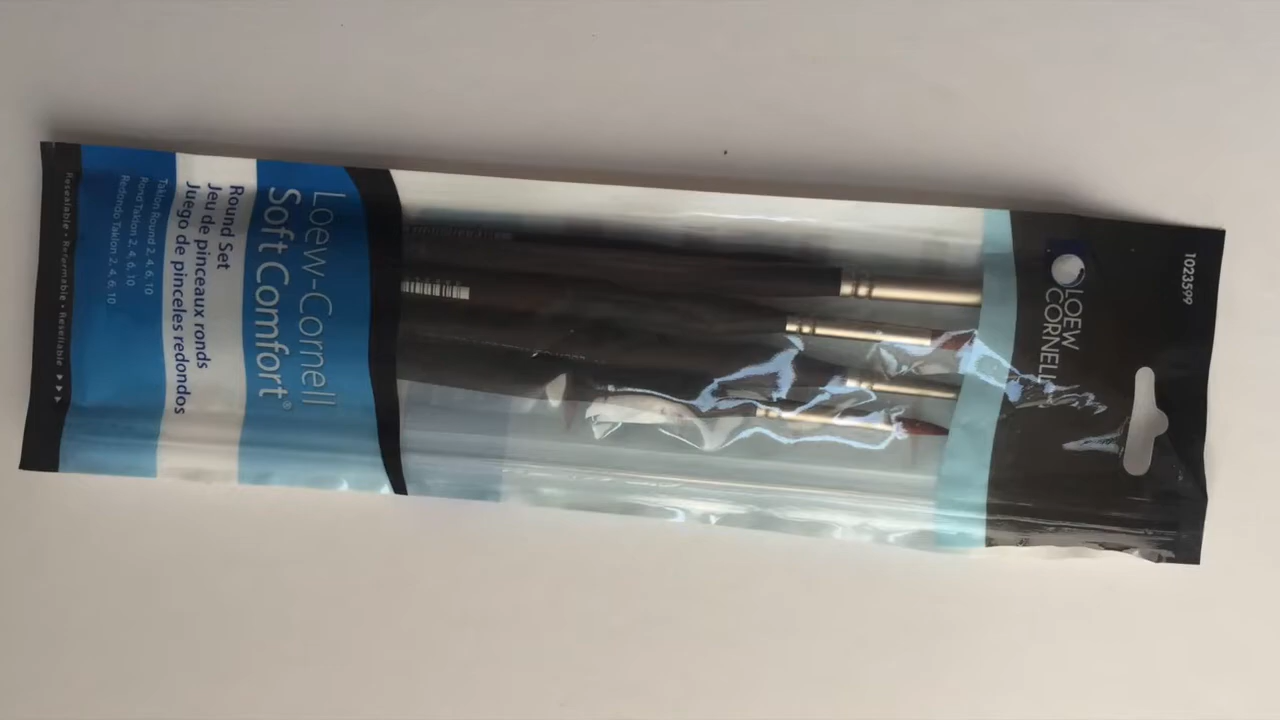 1023599
LOEW
CORNELL
Loew-Cornell
Soft Comfort®
Round Set
Jeu de pinceaux ronds
Juego de pinceles redondos
Taklon Round 2, 4, 6, 10
Rond Taklon 2, 4, 6, 10
Redondo Taklon 2, 4, 6, 10
Resealable • Refermable • Resellable